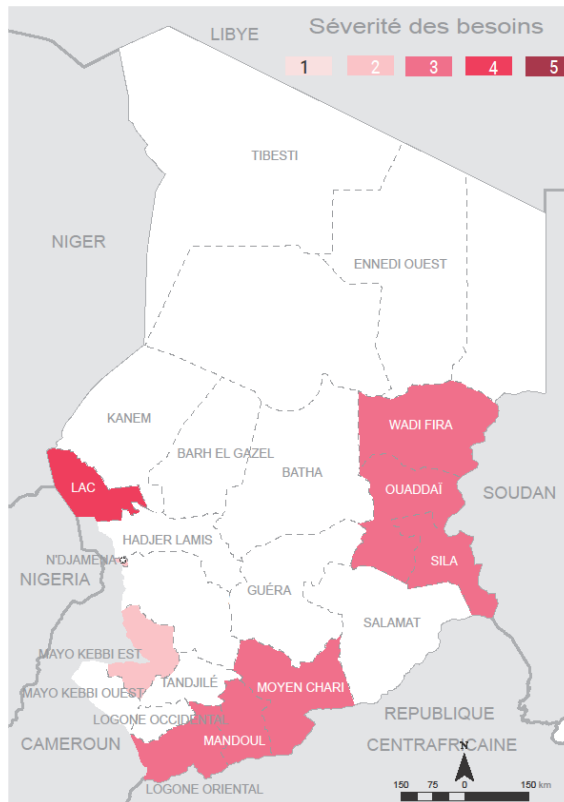 Sévérité des besoins
LIBYE
1 2 3 4 5
TIBESTI
NIGER
ENNEDI OUEST
KANEM
WADI FIRA
BARH EL GAZEL
BATHA
LAC
OUADDAÏ
SOUDAN
HADJER LAMIS
N'DJAMENA
SILA
NIGERIA
GUÉRA
SALAMAT
MAYO KEBBI EST
TANDJILÉ
MOYEN CHARI
MAYO KEBBI OUEST
LOGONE OCCIDENTAL
REPUBLIQUE
CENTRAFRICAINE
MANDOUL
CAMEROUN
N
LOGONE ORIENTAL
150 75 0 150 km